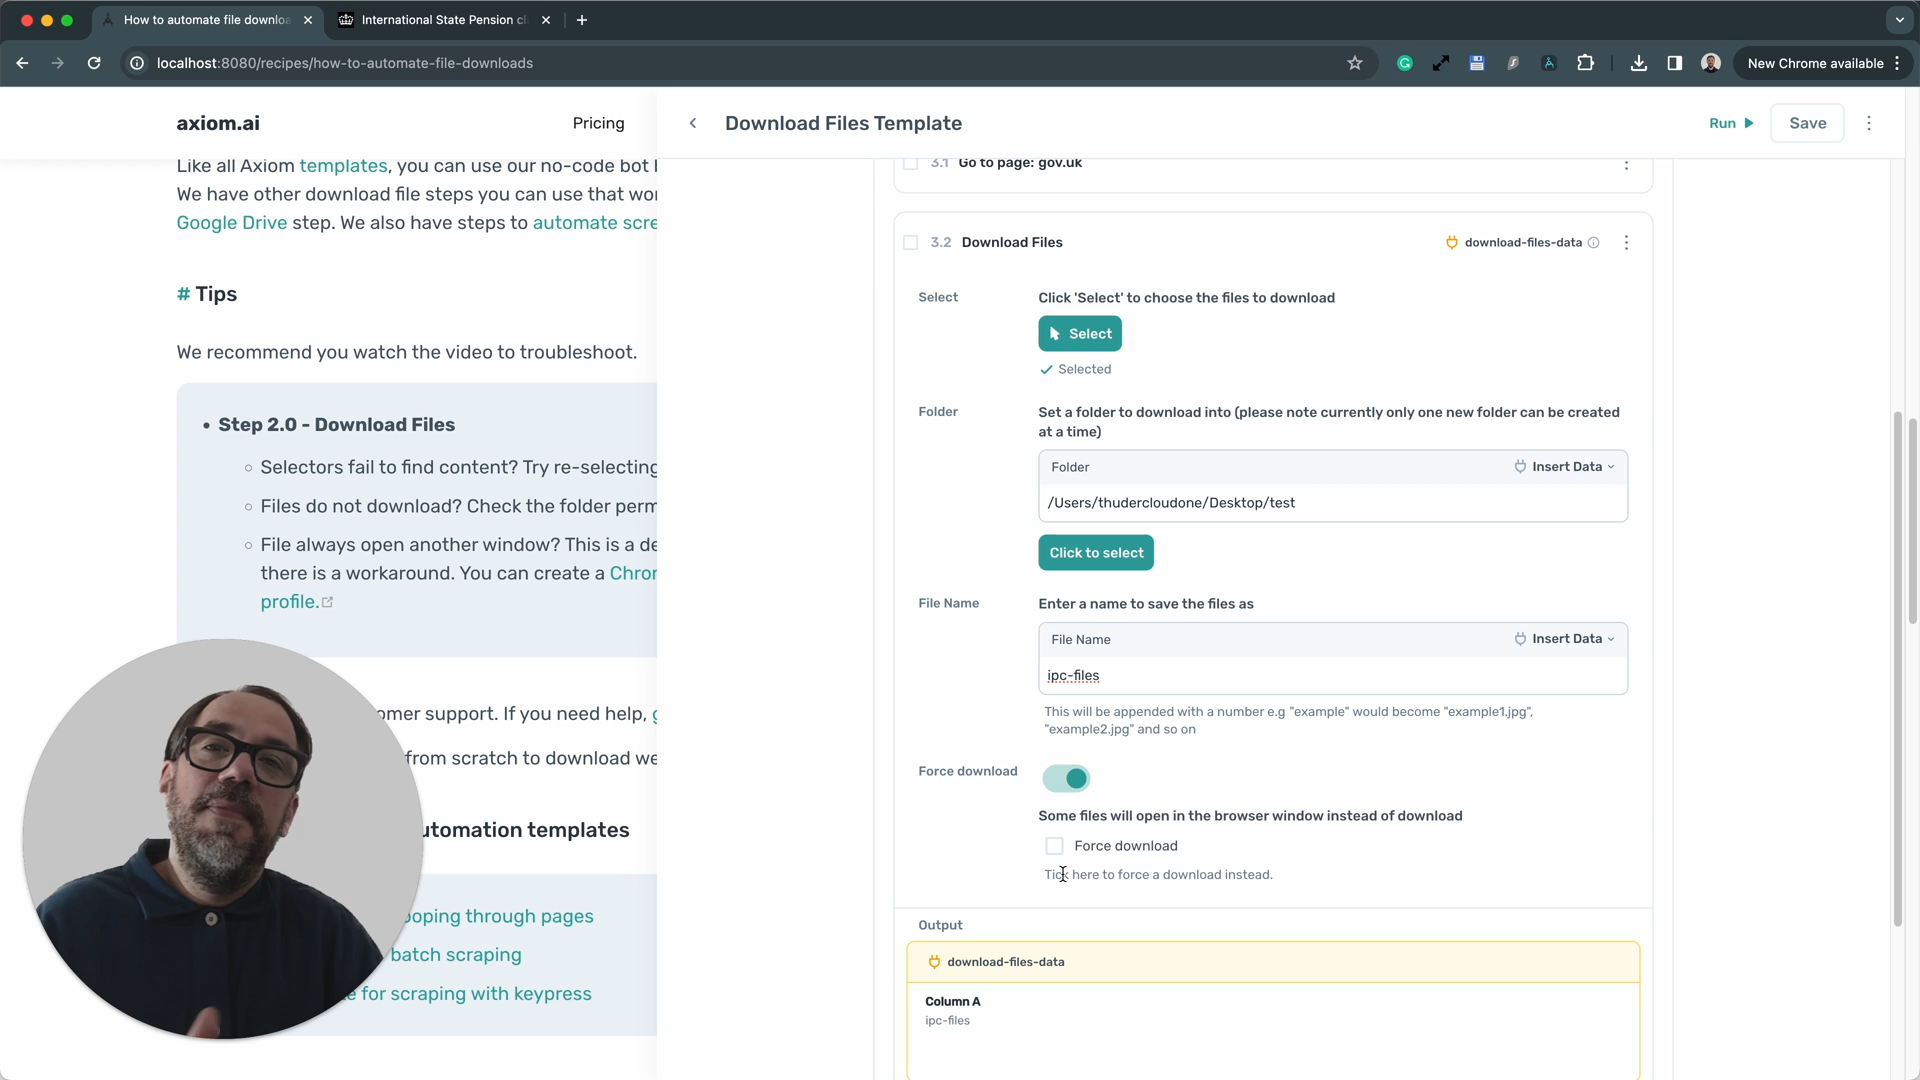 How to automate file downloa
International State Pension cl
localhost:8080/recipes/how-to-automate-file-downloads
New Chrome available
axiom.ai
Pricing
Like all Axiom templates, you can use our no-code bot
We have other download file steps you can use that wo
Google Drive step. We also have steps to automate scre
# Tips
We recommend you watch the video to troubleshoot.
• Step 2.0 - Download Files
Selectors fail to find content? Try re-selecting
Files do not download? Check the folder perm
File always open another window? This is a de
there is a workaround. You can create a Chror
profile.
omer support. If you need help,
from scratch to download we
utomation templates
ooping through pages
batch scraping
e for scraping with keypress
Download Files Template
Run
Save
3.1 Go to page: gov.uk
3.2 Download Files
download-files-data
Select
Click 'Select' to choose the files to download
Select
Selected
Folder
Set a folder to download into (please note currently only one new folder can be created
at a time)
Folder
Insert Data
/Users/thudercloudone/Desktop/test
Click to select
File Name
Enter a name to save the files as
File Name
Insert Data
ipc-files
This will be appended with a number e.g "example" would become "example1.jpg",
"example2.jpg" and so on
Force download
Some files will open in the browser window instead of download
Force download
Tick here to force a download instead.
Output
download-files-data
Column A
ipc-files